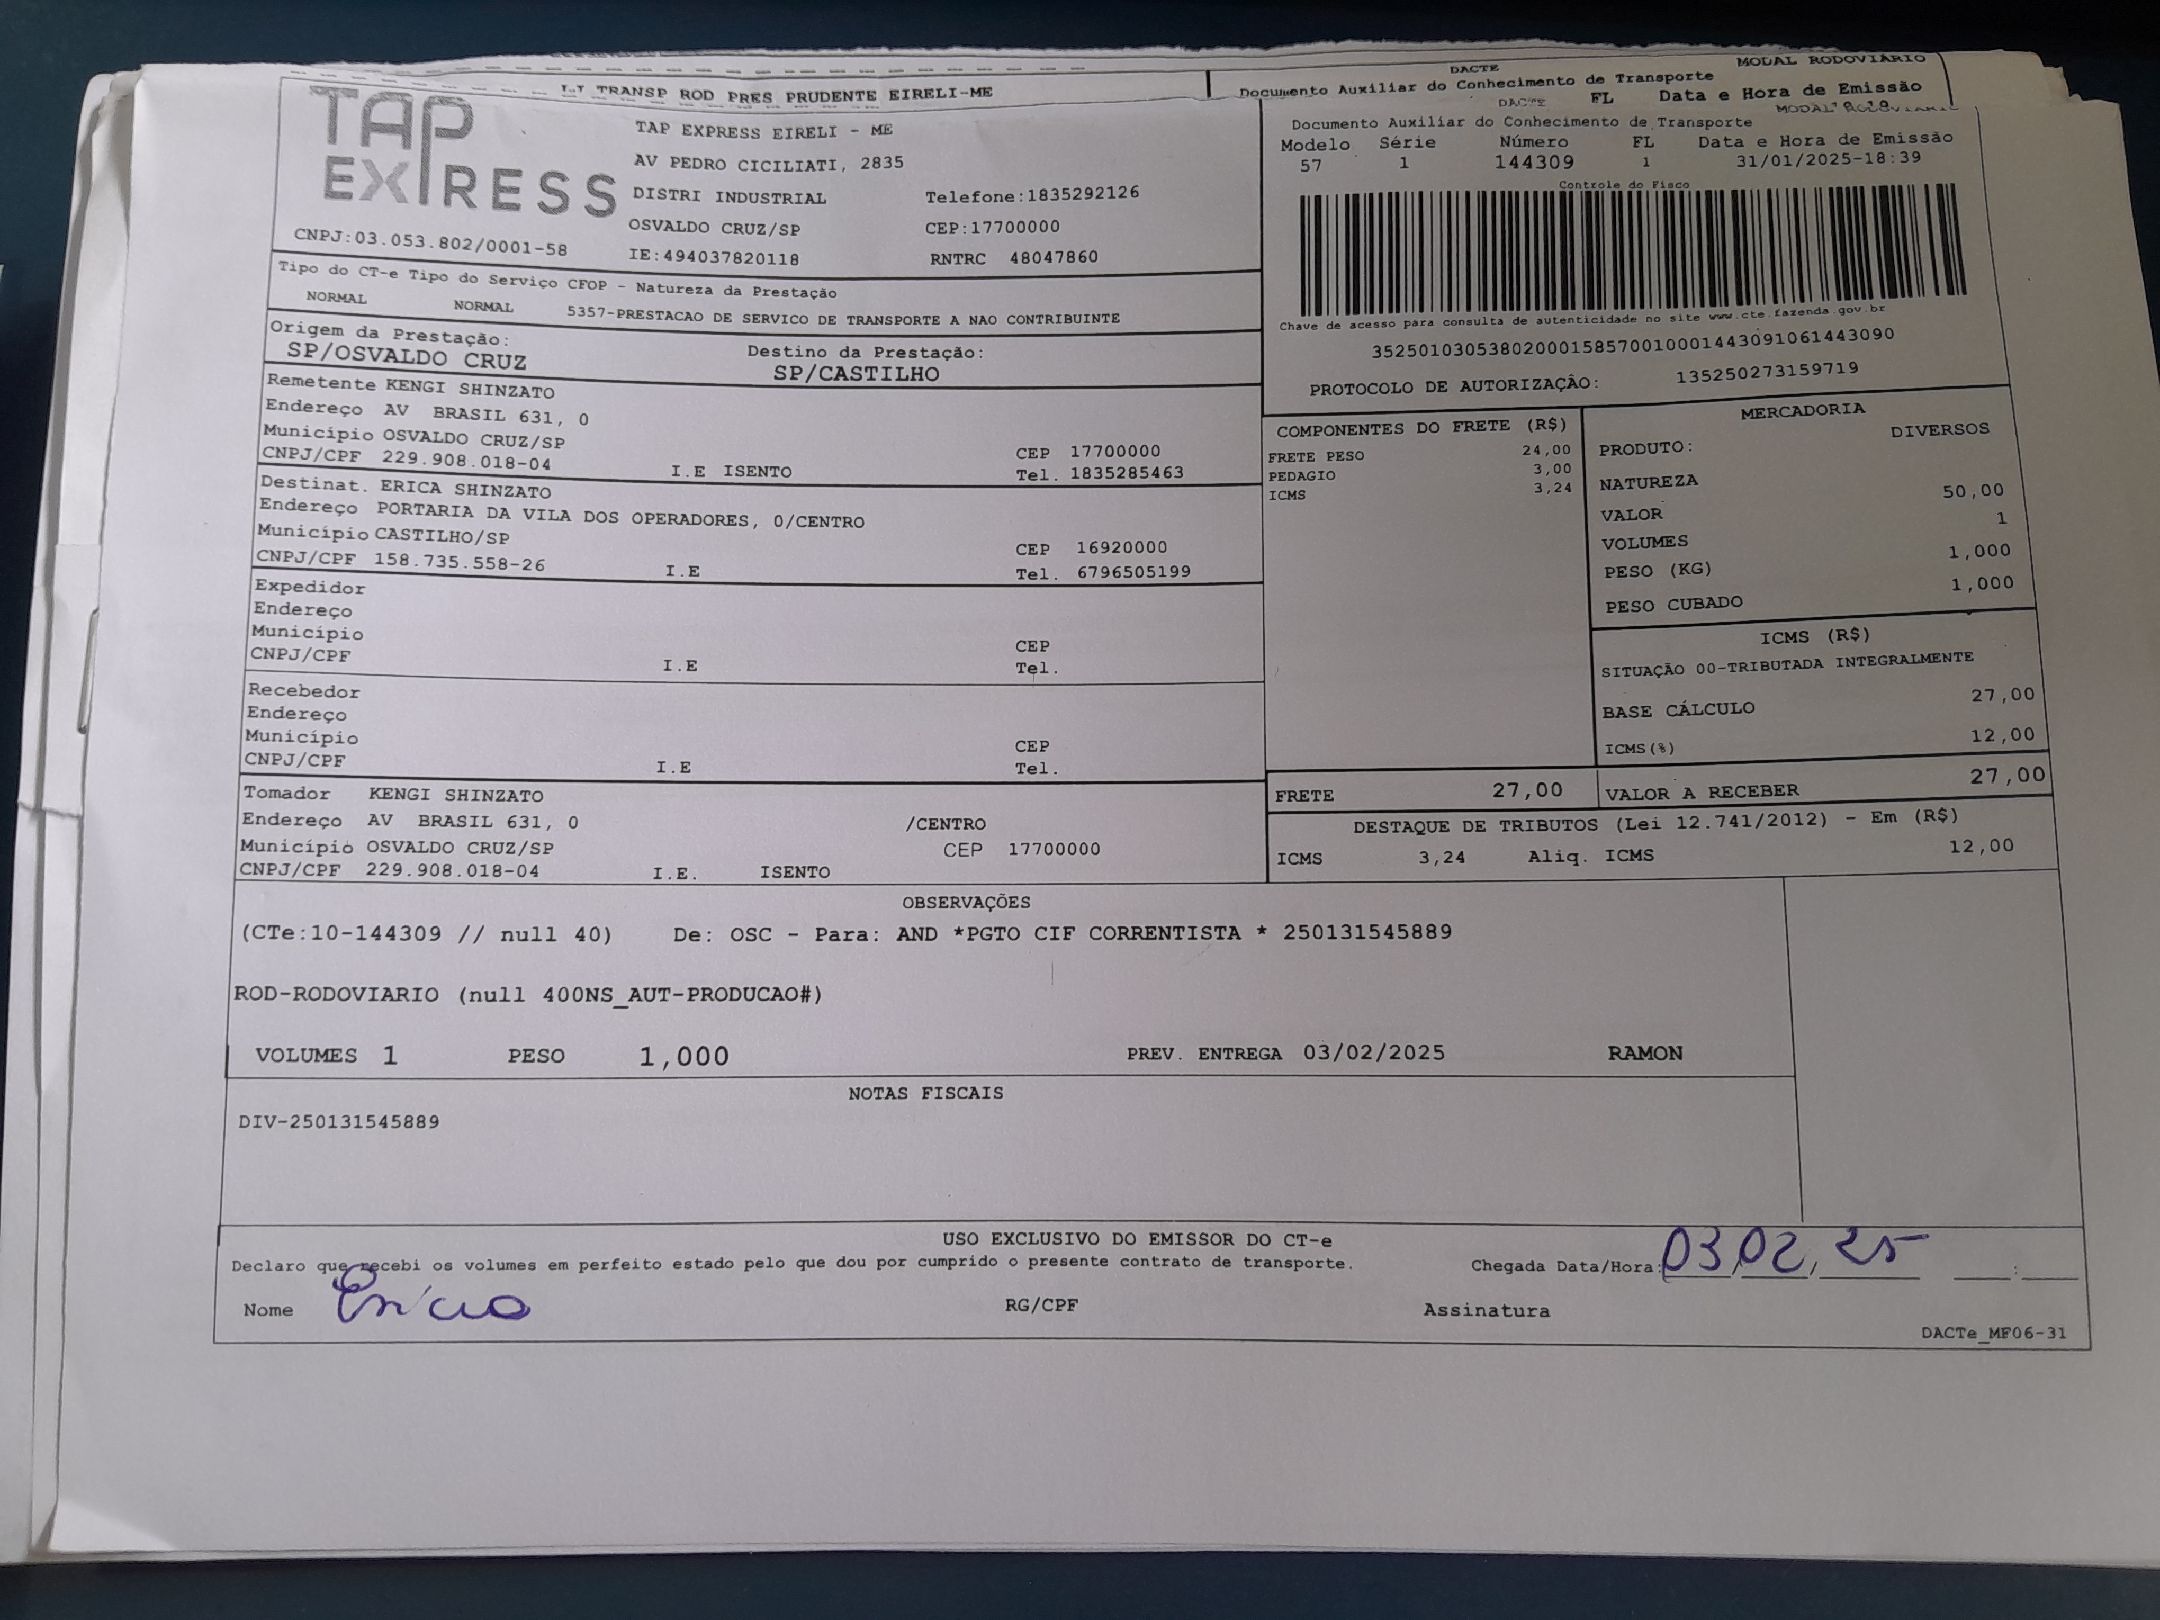 TRANSP ROD PRES PRUDENTE EIRELI-ME
DACTE
MODAL RODOVIÁRIO
Documento Auxiliar do Conhecimento de Transporte
FL Data e Hora de Emissão
TAP EXPRESS
CNPJ:03.053.802/0001-58
TAP EXPRESS EIRELI - ME
AV PEDRO CICILIATI, 2835
DISTRI INDUSTRIAL Telefone:1835292126
OSVALDO CRUZ/SP CEP:17700000
IE:494037820118 RNTRC 48047860
DACTE
Documento Auxiliar do Conhecimento de Transporte
Modelo Série Número FL Data e Hora de Emissão
57 1 144309 1 31/01/2025-18:39
Controle do Fisco
Chave de acesso para consulta de autenticidade no site www.cte.fazenda.gov.br
35250103053802000158570010001443091061443090
PROTOCOLO DE AUTORIZAÇÃO: 135250273159719
Tipo do CT-e Tipo do Serviço CFOP - Natureza da Prestação
NORMAL NORMAL 5357-PRESTACAO DE SERVICO DE TRANSPORTE A NAO CONTRIBUINTE
Origem da Prestação: Destino da Prestação:
SP/OSVALDO CRUZ SP/CASTILHO
Remetente KENGI SHINZATO
Endereço AV BRASIL 631, 0
Município OSVALDO CRUZ/SP CEP 17700000
CNPJ/CPF 229.908.018-04 I.E ISENTO Tel. 1835285463
Destinat. ERICA SHINZATO
Endereço PORTARIA DA VILA DOS OPERADORES, 0/CENTRO
Município CASTILHO/SP CEP 16920000
CNPJ/CPF 158.735.558-26 I.E Tel. 6796505199
Expedidor
Endereço
Município CEP
CNPJ/CPF I.E Tel.
Recebedor
Endereço
Município CEP
CNPJ/CPF I.E Tel.
Tomador KENGI SHINZATO
Endereço AV BRASIL 631, 0 /CENTRO
Município OSVALDO CRUZ/SP CEP 17700000
CNPJ/CPF 229.908.018-04 I.E. ISENTO
COMPONENTES DO FRETE (R$)
FRETE PESO 24,00
PEDAGIO 3,00
ICMS 3,24
MERCADORIA
PRODUTO: DIVERSOS
NATUREZA
VALOR 50,00
VOLUMES 1
PESO (KG) 1,000
PESO CUBADO 1,000
ICMS (R$)
SITUAÇÃO 00-TRIBUTADA INTEGRALMENTE
BASE CÁLCULO 27,00
ICMS(%) 12,00
FRETE 27,00 VALOR A RECEBER 27,00
DESTAQUE DE TRIBUTOS (Lei 12.741/2012) - Em (R$)
ICMS 3,24 Aliq. ICMS 12,00
OBSERVAÇÕES
(CTe:10-144309 // null 40) De: OSC - Para: AND *PGTO CIF CORRENTISTA * 250131545889
ROD-RODOVIARIO (null 400NS_AUT-PRODUCAO#)
VOLUMES 1 PESO 1,000 PREV. ENTREGA 03/02/2025 RAMON
NOTAS FISCAIS
DIV-250131545889
USO EXCLUSIVO DO EMISSOR DO CT-e
Declaro que recebi os volumes em perfeito estado pelo que dou por cumprido o presente contrato de transporte. Chegada Data/Hora: 03/02/25 __:__
Nome RG/CPF Assinatura
DACTe_MF06-31